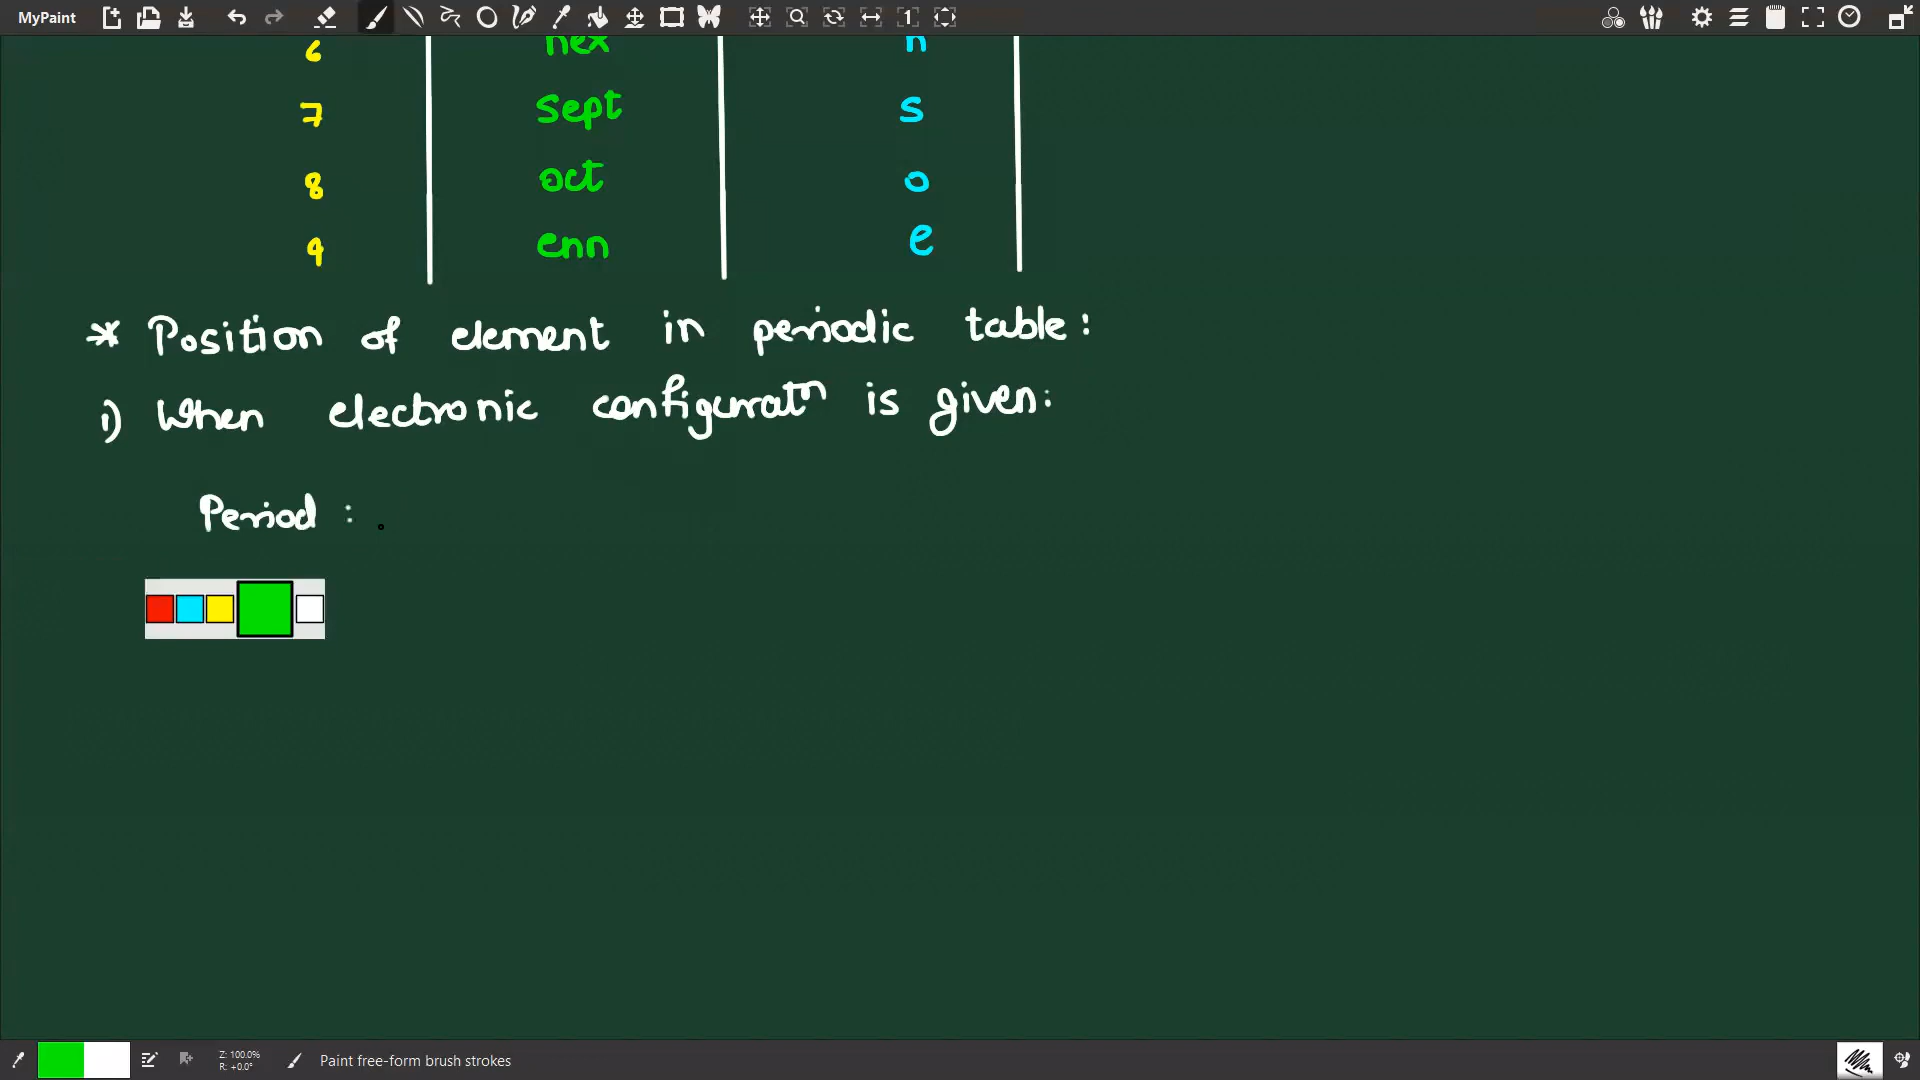 MyPaint
6 hex h
7 sept s
8 oct o
9 enn e
* Position of element in periodic table:
i) When electronic configuratn is given:
Period :
Z: 100.0%
R: +0.0°
Paint free-form brush strokes